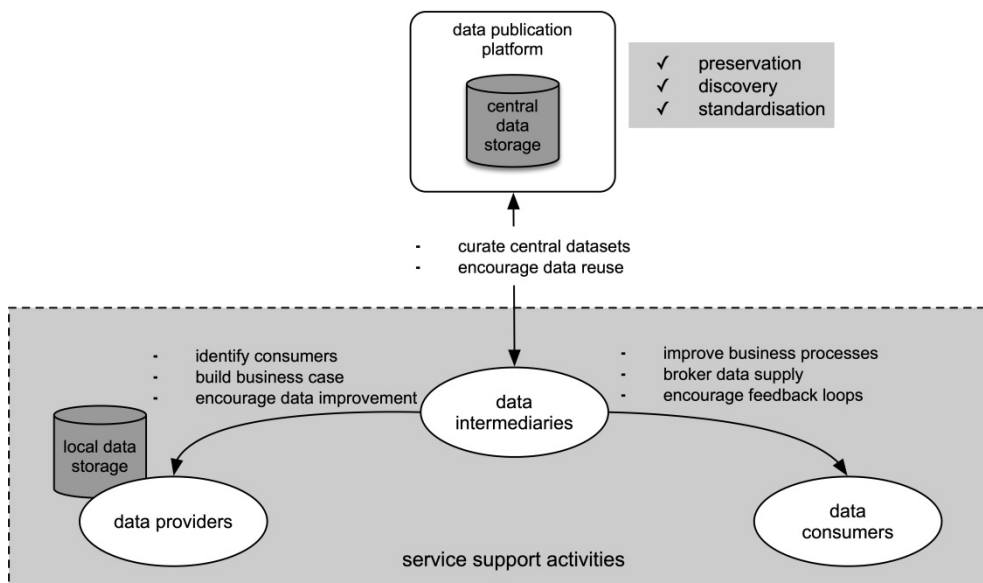 data publication
platform
central
data
storage
✓ preservation
✓ discovery
✓ standardisation
- curate central datasets
- encourage data reuse
- identify consumers
- build business case
- encourage data improvement
- improve business processes
- broker data supply
- encourage feedback loops
data
intermediaries
local data
storage
data providers
data
consumers
service support activities